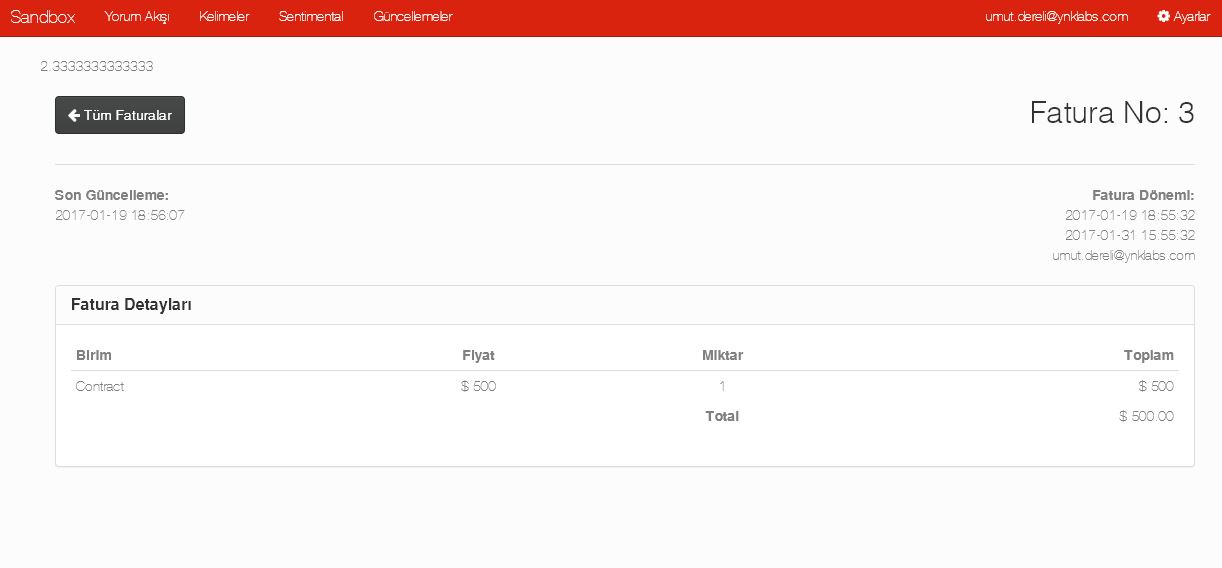 Sandbox Yorum Akışı Kelimeler Sentimental Güncellemeler umut.dereli@ynklabs.com Ayarlar
2.3333333333333
Tüm Faturalar
Fatura No: 3
Son Güncelleme:
2017-01-19 18:56:07
Fatura Dönemi:
2017-01-19 18:55:32
2017-01-31 15:55:32
umut.dereli@ynklabs.com
Fatura Detayları
Birim Fiyat Miktar Toplam
Contract $ 500 1 $ 500
Total $ 500.00